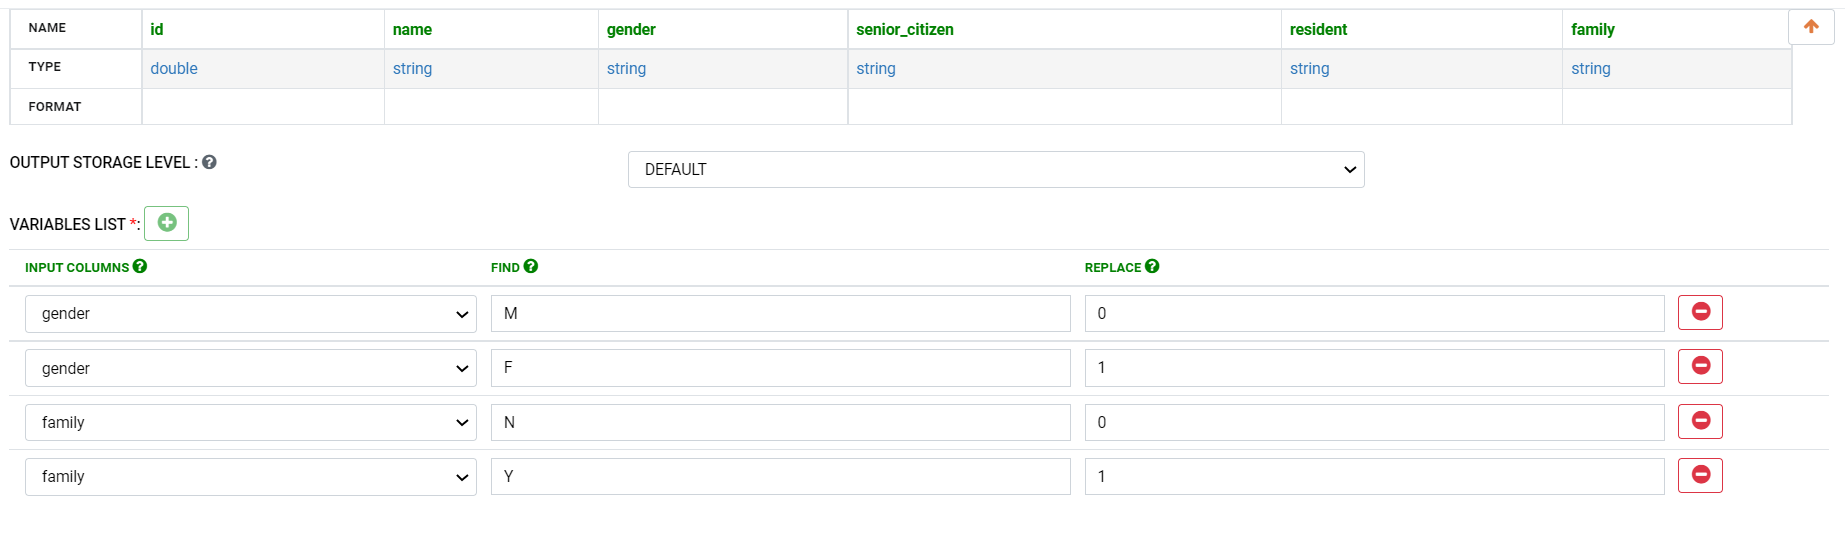 NAME id name gender senior_citizen resident family
TYPE double string string string string string
FORMAT
OUTPUT STORAGE LEVEL :
DEFAULT
VARIABLES LIST *:
INPUT COLUMNS FIND REPLACE
gender M 0
gender F 1
family N 0
family Y 1